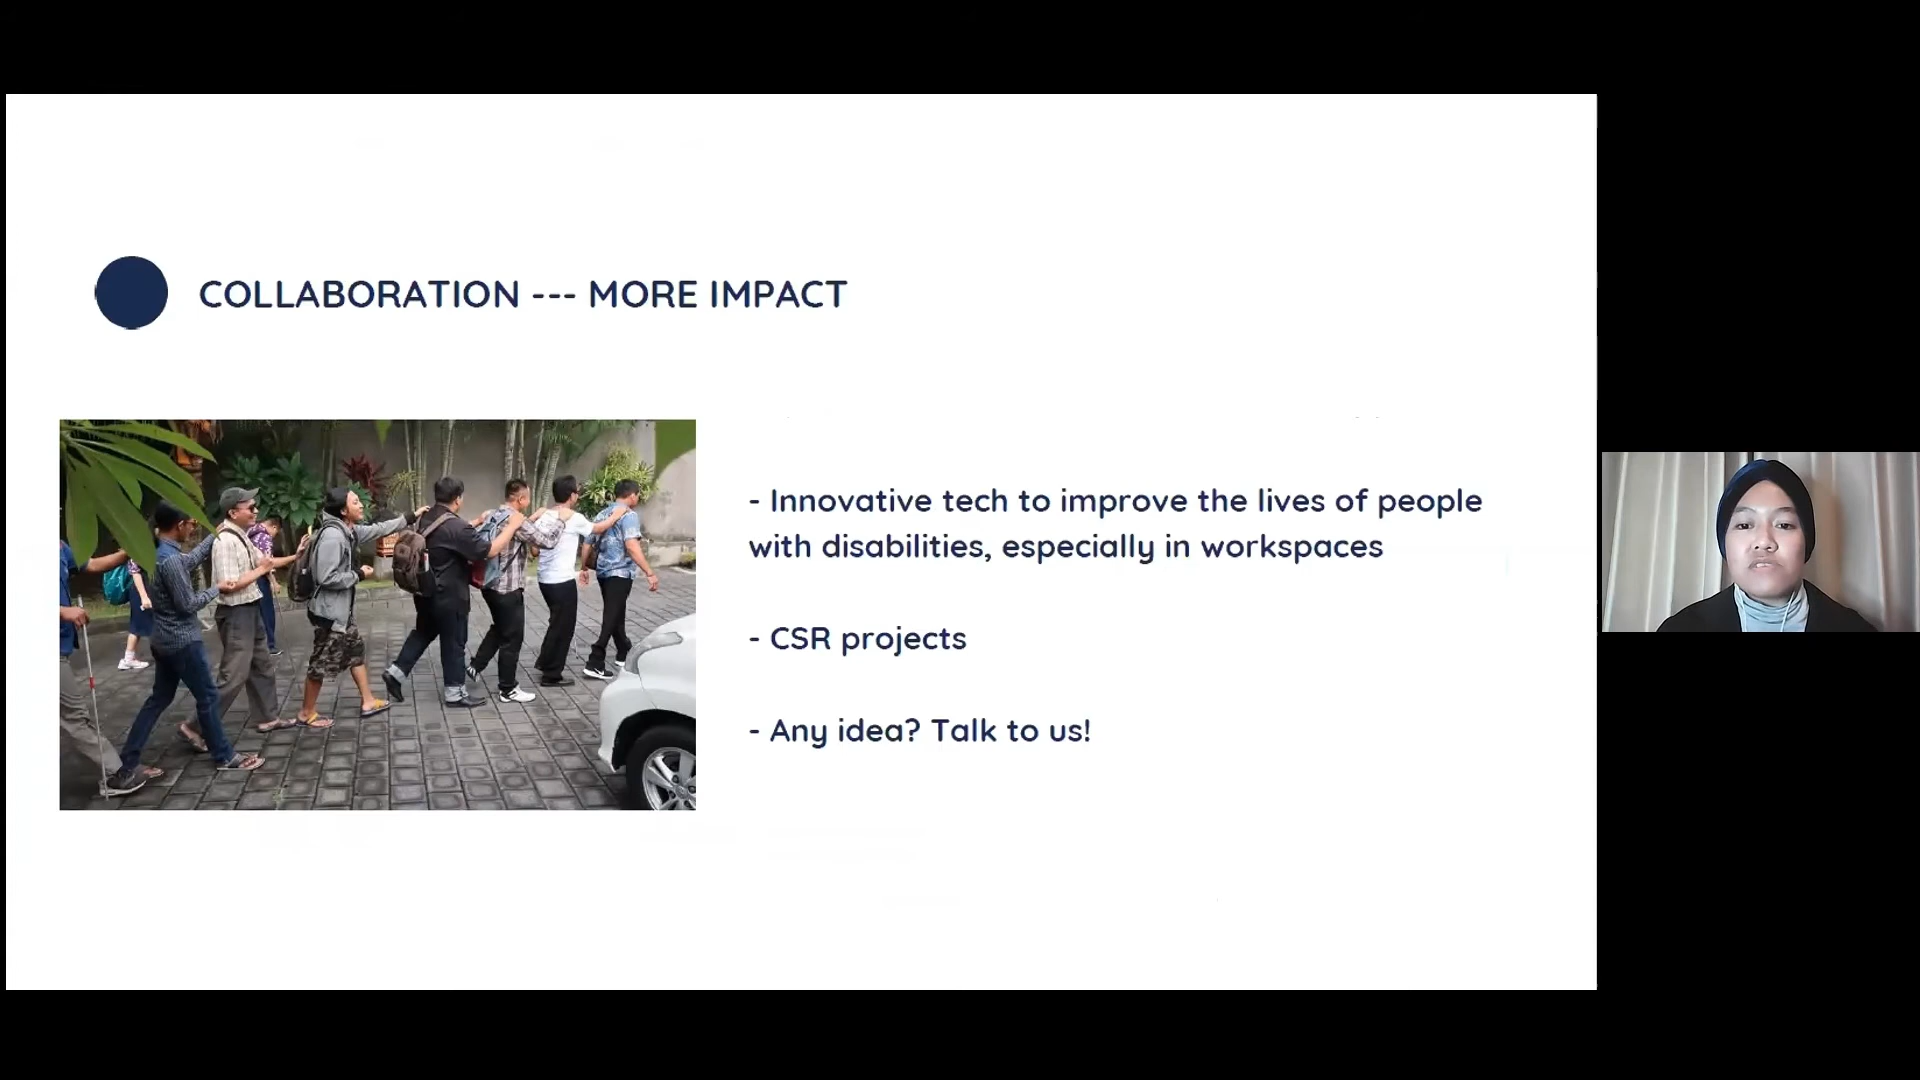 COLLABORATION --- MORE IMPACT
- Innovative tech to improve the lives of people
with disabilities, especially in workspaces
- CSR projects
- Any idea? Talk to us!